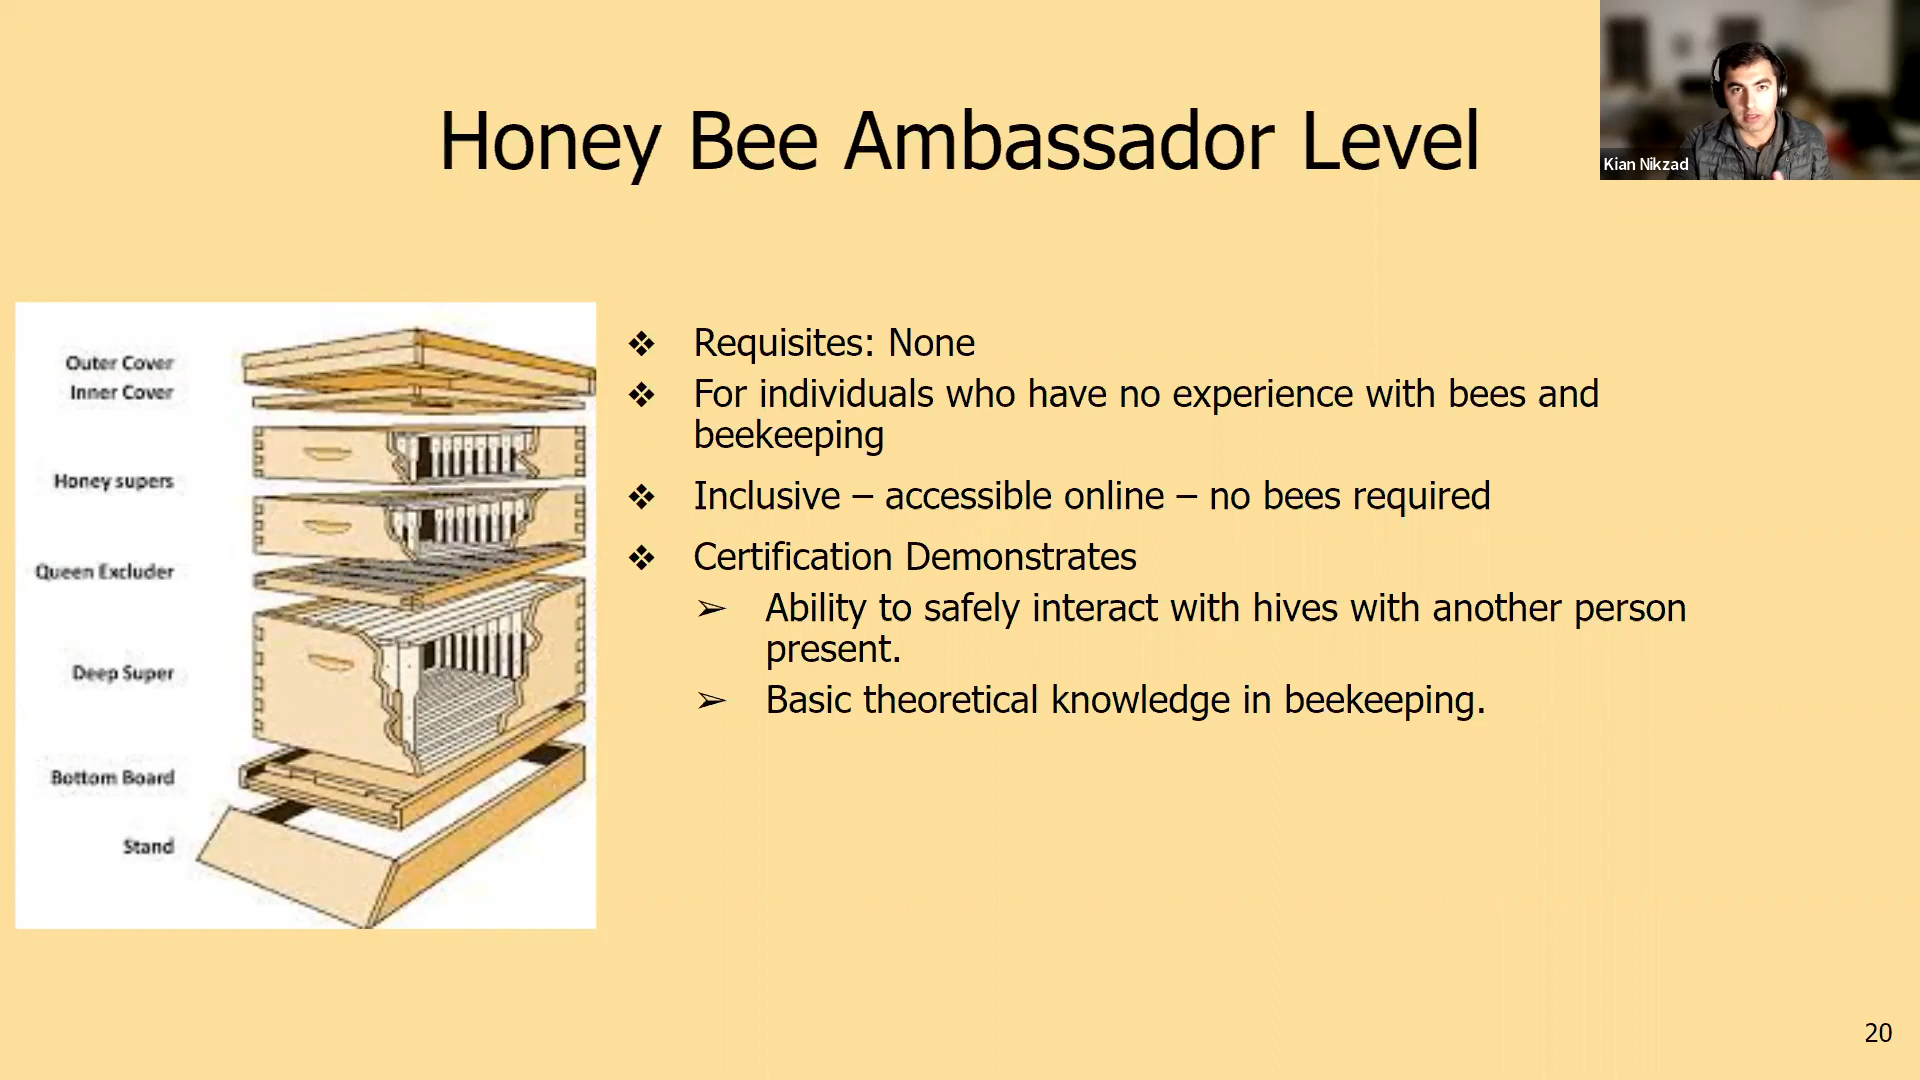 Honey Bee Ambassador Level
Kian Nikzad
Outer Cover
Inner Cover
Honey supers
Queen Excluder
Deep Super
Bottom Board
Stand
❖ Requisites: None
❖ For individuals who have no experience with bees and
beekeeping
❖ Inclusive – accessible online – no bees required
❖ Certification Demonstrates
➢ Ability to safely interact with hives with another person
present.
➢ Basic theoretical knowledge in beekeeping.
20